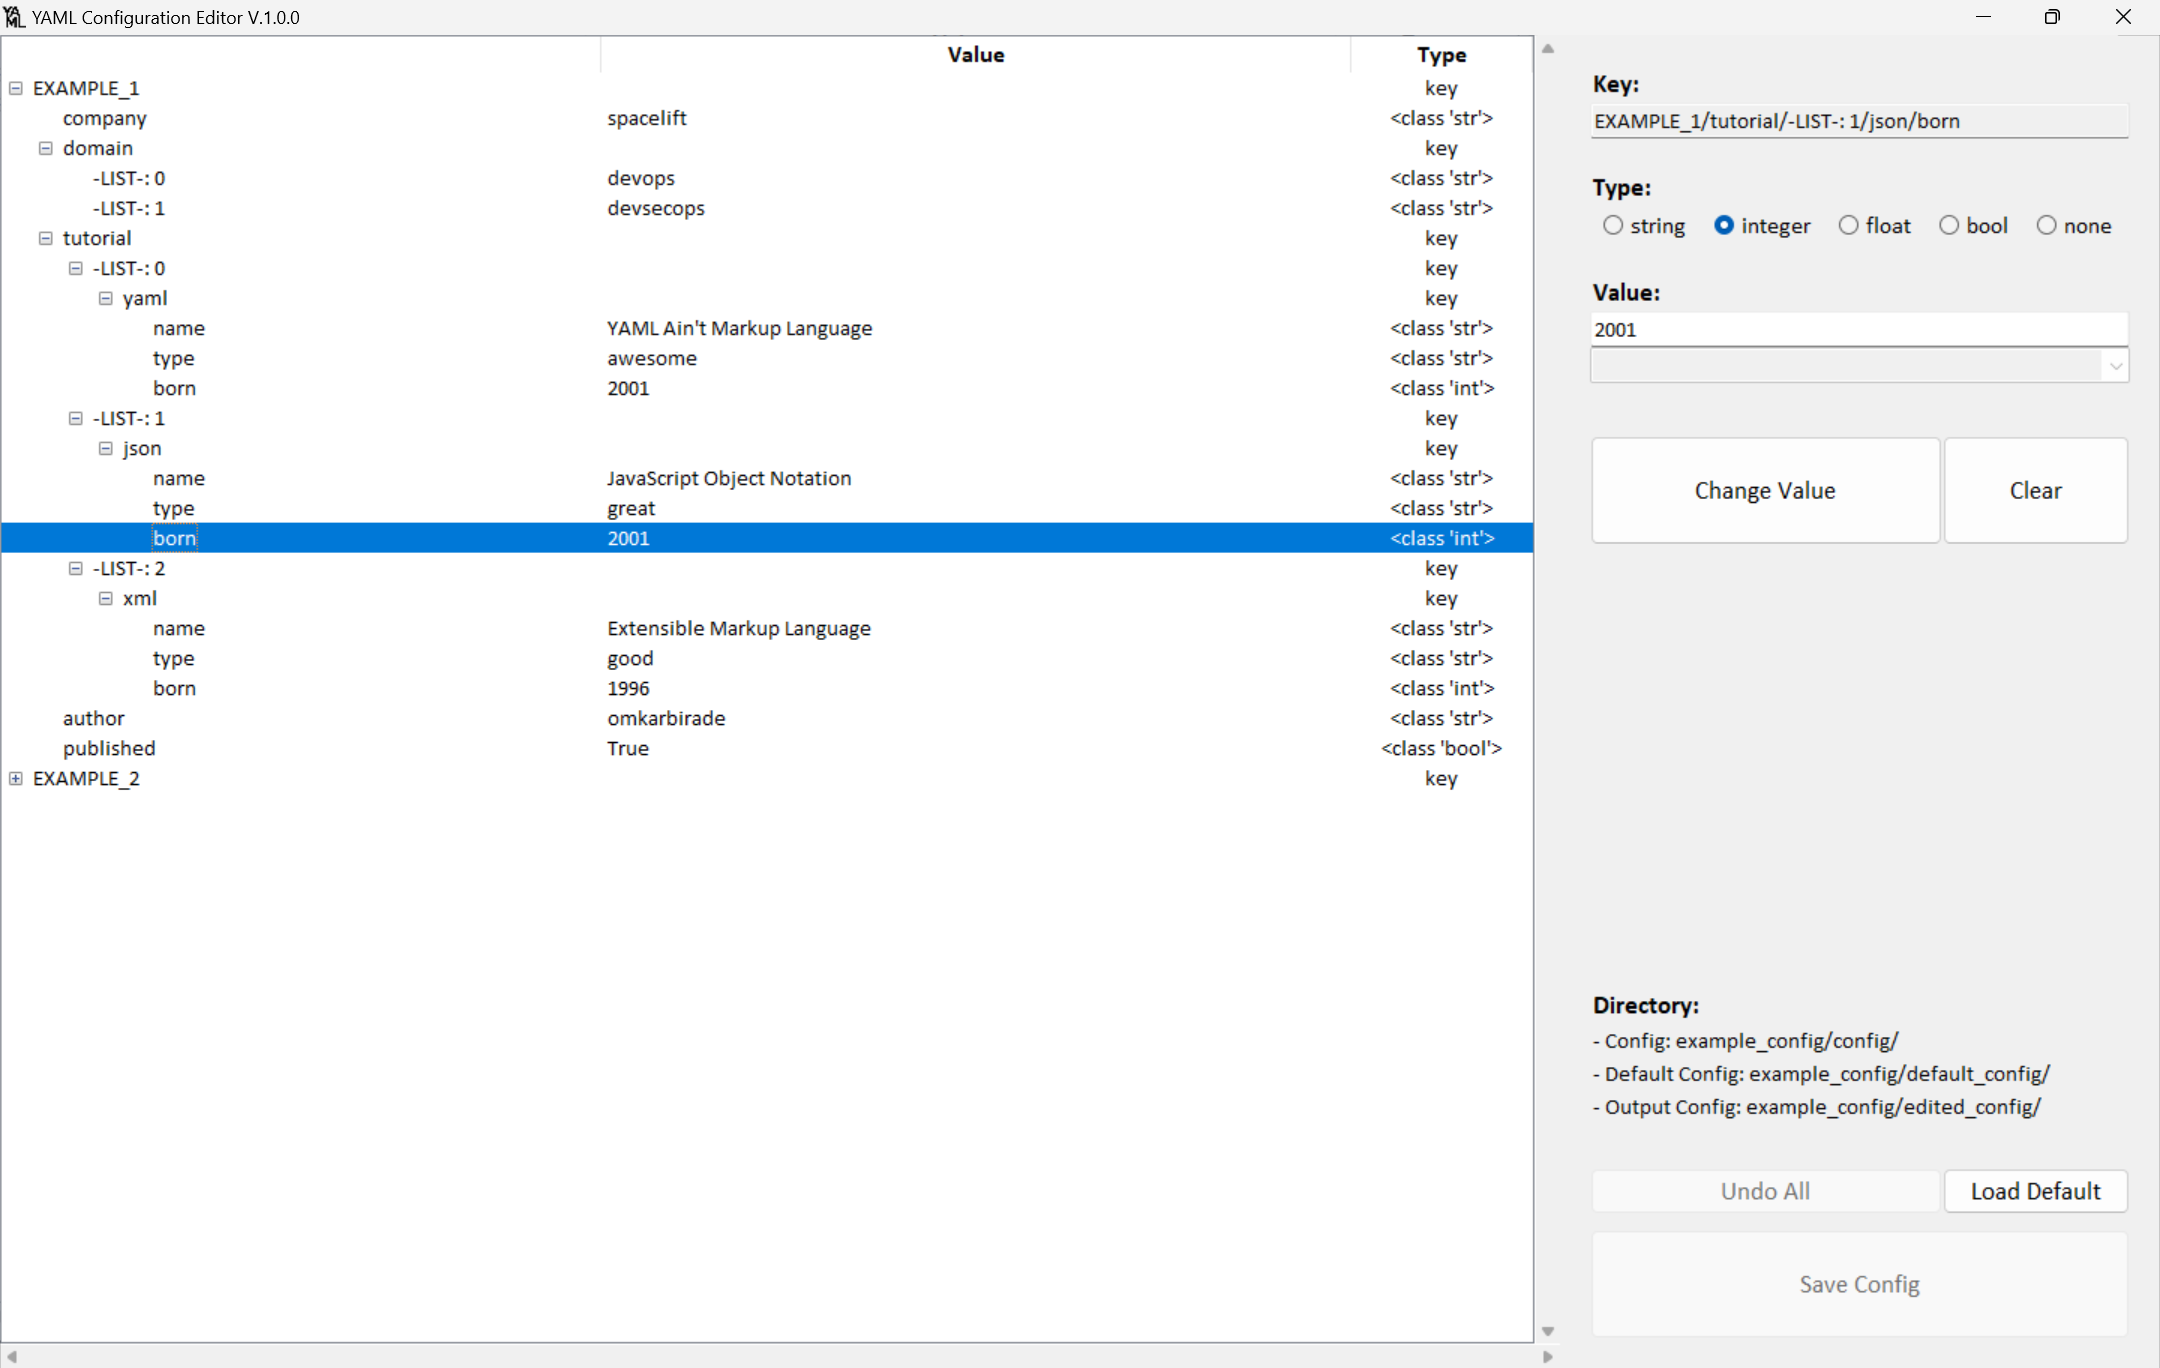 YAML Configuration Editor V.1.0.0
Value Type
EXAMPLE_1 key
company spacelift <class 'str'>
domain key
-LIST-: 0 devops <class 'str'>
-LIST-: 1 devsecops <class 'str'>
tutorial key
-LIST-: 0 key
yaml key
name YAML Ain't Markup Language <class 'str'>
type awesome <class 'str'>
born 2001 <class 'int'>
-LIST-: 1 key
json key
name JavaScript Object Notation <class 'str'>
type great <class 'str'>
born 2001 <class 'int'>
-LIST-: 2 key
xml key
name Extensible Markup Language <class 'str'>
type good <class 'str'>
born 1996 <class 'int'>
author omkarbirade <class 'str'>
published True <class 'bool'>
EXAMPLE_2 key
Key:
EXAMPLE_1/tutorial/-LIST-: 1/json/born
Type:
string integer float bool none
Value:
2001
Change Value Clear
Directory:
- Config: example_config/config/
- Default Config: example_config/default_config/
- Output Config: example_config/edited_config/
Undo All Load Default
Save Config